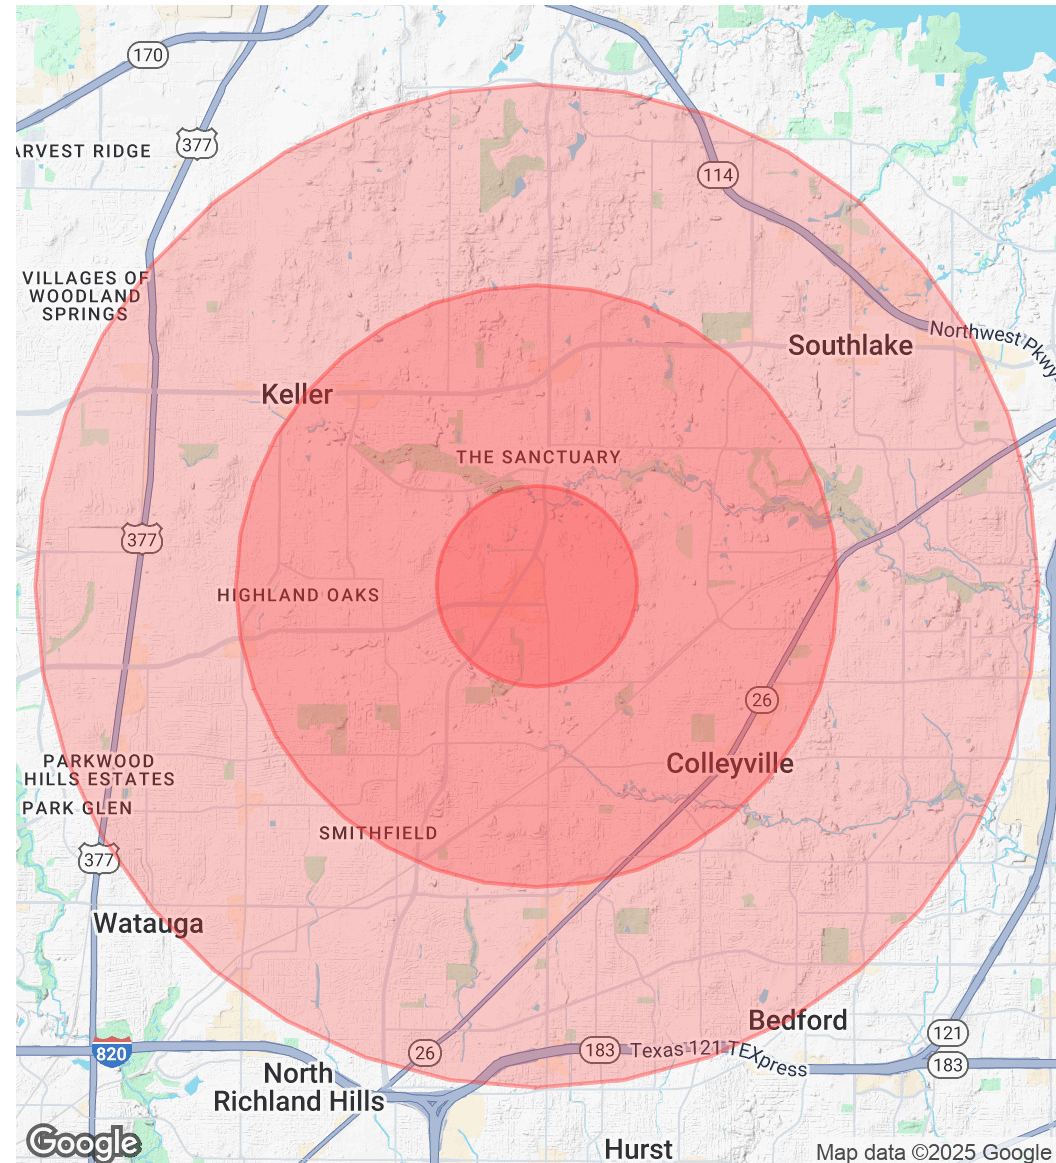 170
377
ARVEST RIDGE
114
VILLAGES OF
WOODLAND
SPRINGS
Northwest Pkwy
Southlake
Keller
THE SANCTUARY
377
HIGHLAND OAKS
26
PARKWOOD
HILLS ESTATES
PARK GLEN
Colleyville
SMITHFIELD
377
Watauga
Bedford
121
820
26
183
Texas 121 TEXpress
183
North
Richland Hills
Google
Hurst
Map data ©2025 Google